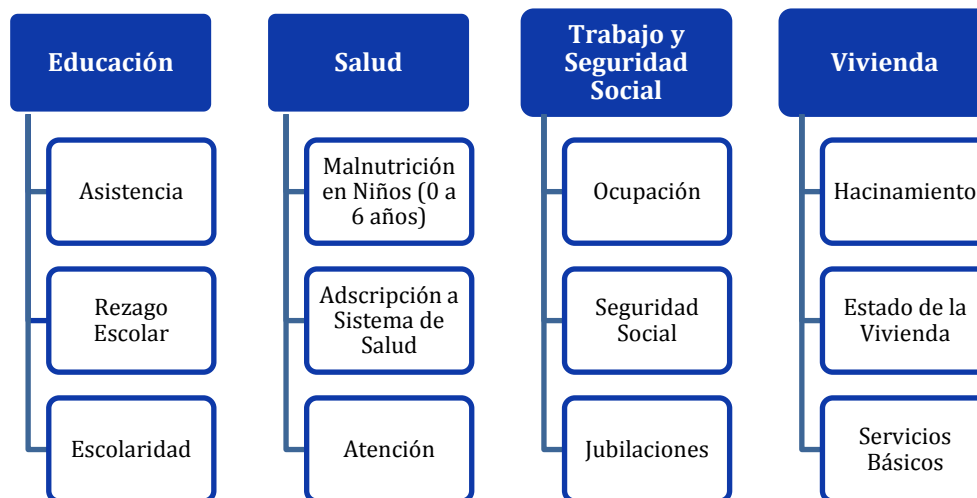 Educación
Asistencia
Rezago
Escolar
Escolaridad
Salud
Malnutrición
en Niños (0 a
6 años)
Adscripción a
Sistema de
Salud
Atención
Trabajo y
Seguridad
Social
Ocupación
Seguridad
Social
Jubilaciones
Vivienda
Hacinamiento
Estado de la
Vivienda
Servicios
Básicos